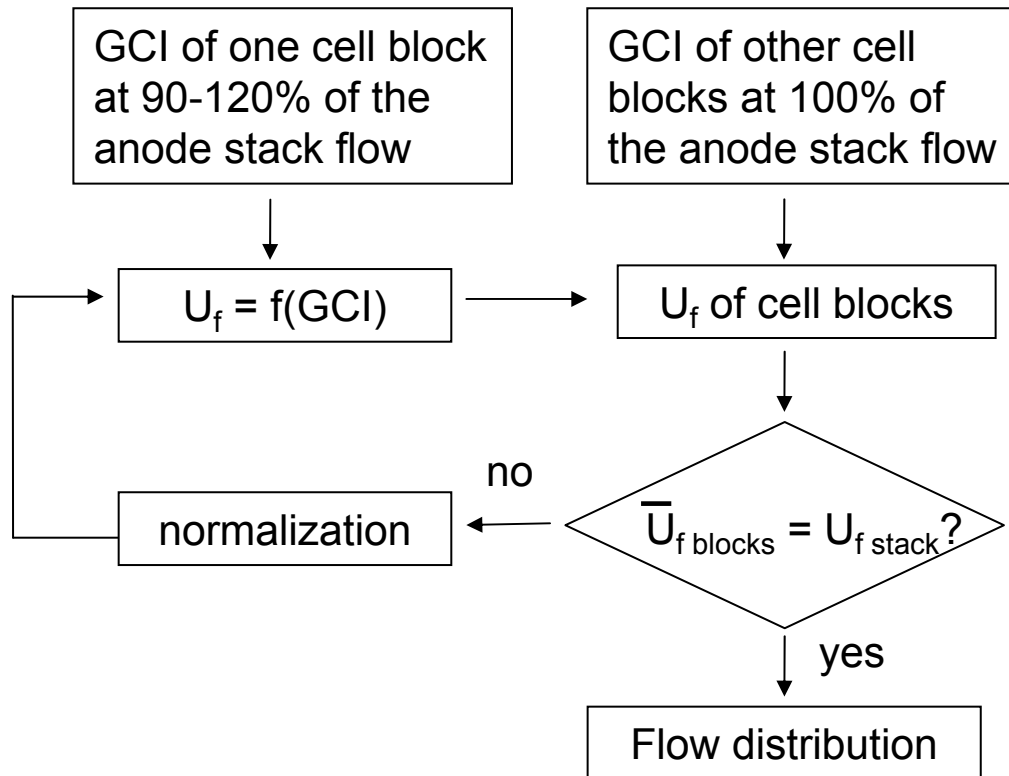 GCI of one cell block
at 90-120% of the
anode stack flow
GCI of other cell
blocks at 100% of
the anode stack flow
U_f = f(GCI)
U_f of cell blocks
no
normalization
U̅_f blocks = U_f stack?
yes
Flow distribution